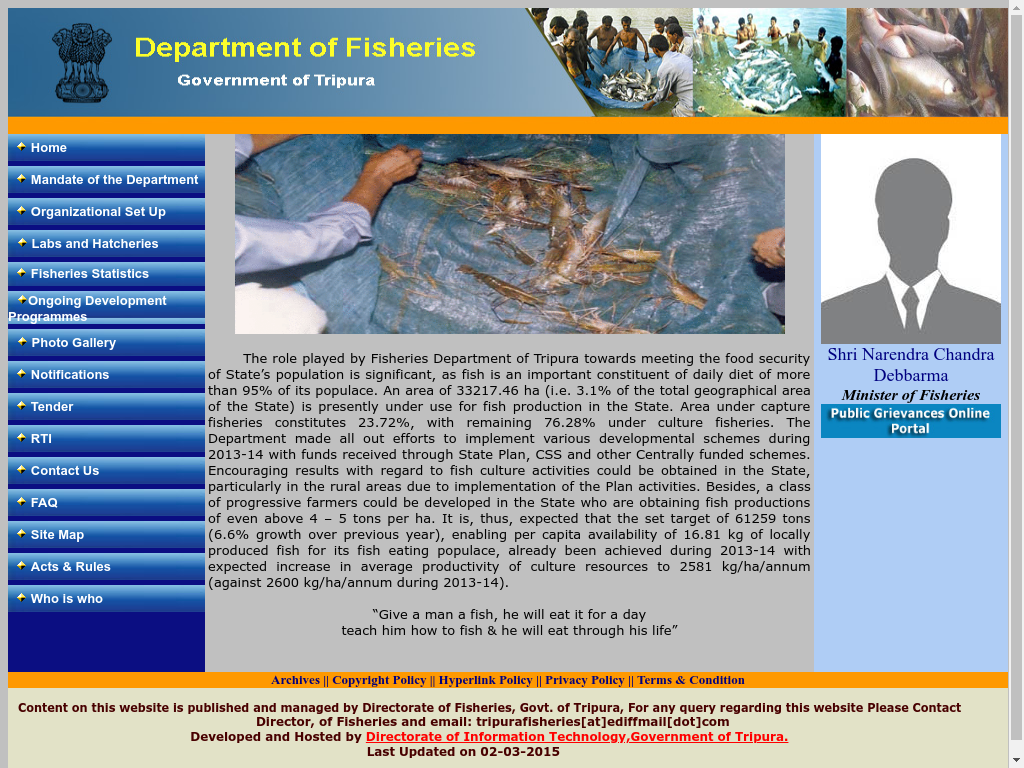 Department of Fisheries
Government of Tripura
Home
Mandate of the Department
Organizational Set Up
Labs and Hatcheries
Fisheries Statistics
Ongoing Development
Programmes
Photo Gallery
Notifications
Tender
RTI
Contact Us
FAQ
Site Map
Acts & Rules
Who is who
The role played by Fisheries Department of Tripura towards meeting the food security
of State’s population is significant, as fish is an important constituent of daily diet of more
than 95% of its populace. An area of 33217.46 ha (i.e. 3.1% of the total geographical area
of the State) is presently under use for fish production in the State. Area under capture
fisheries constitutes 23.72%, with remaining 76.28% under culture fisheries. The
Department made all out efforts to implement various developmental schemes during
2013-14 with funds received through State Plan, CSS and other Centrally funded schemes.
Encouraging results with regard to fish culture activities could be obtained in the State,
particularly in the rural areas due to implementation of the Plan activities. Besides, a class
of progressive farmers could be developed in the State who are obtaining fish productions
of even above 4 – 5 tons per ha. It is, thus, expected that the set target of 61259 tons
(6.6% growth over previous year), enabling per capita availability of 16.81 kg of locally
produced fish for its fish eating populace, already been achieved during 2013-14 with
expected increase in average productivity of culture resources to 2581 kg/ha/annum
(against 2600 kg/ha/annum during 2013-14).
“Give a man a fish, he will eat it for a day
teach him how to fish & he will eat through his life”
Shri Narendra Chandra
Debbarma
Minister of Fisheries
Public Grievances Online
Portal
Archives || Copyright Policy || Hyperlink Policy || Privacy Policy || Terms & Condition
Content on this website is published and managed by Directorate of Fisheries, Govt. of Tripura, For any query regarding this website Please Contact
Director, of Fisheries and email: tripurafisheries[at]ediffmail[dot]com
Developed and Hosted by Directorate of Information Technology,Government of Tripura.
Last Updated on 02-03-2015